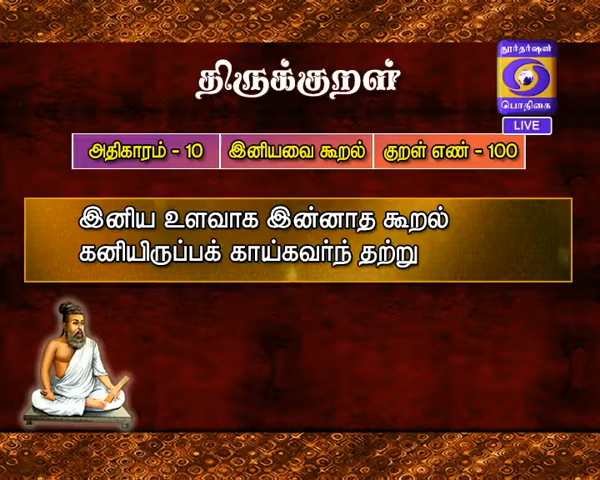 திருக்குறள்
தூர்தர்ஷன்
பொதிகை
LIVE
அதிகாரம் - 10 இனியவை கூறல் குறள் எண் - 100
இனிய உளவாக இன்னாத கூறல்
கனியிருப்பக் காய்கவர்ந் தற்று